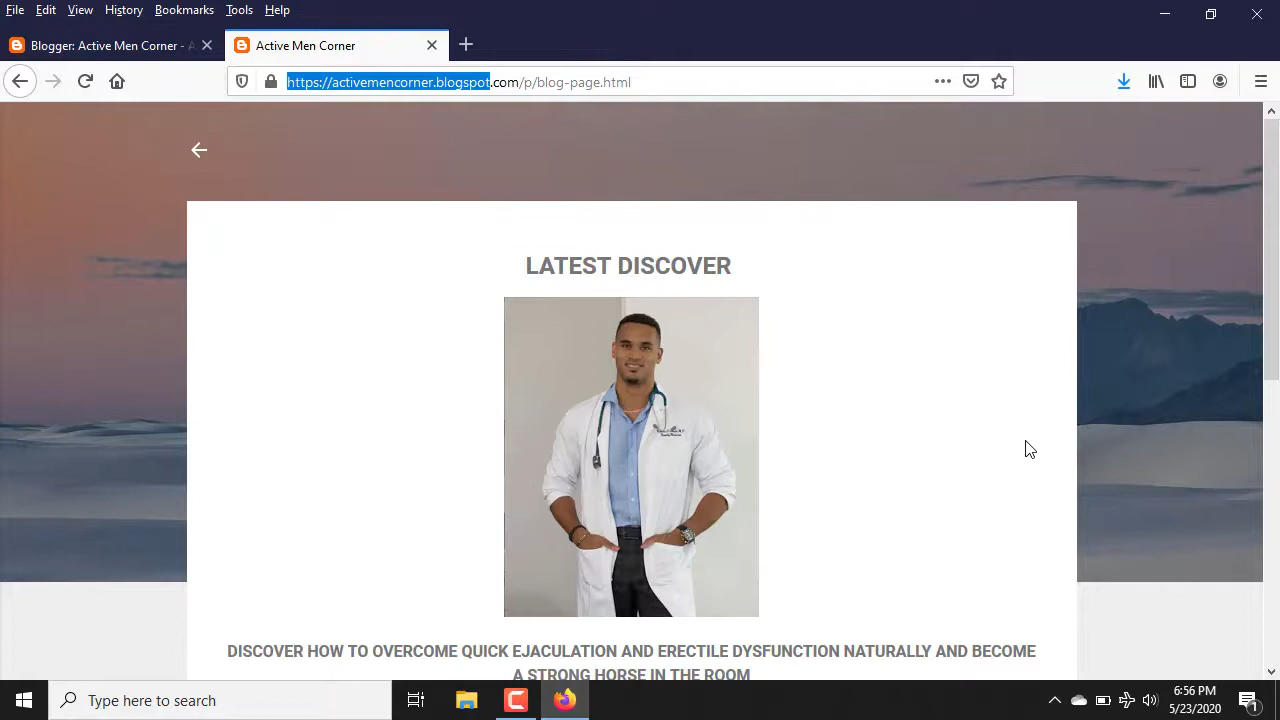 File Edit View History Bookmarks Tools Help
Blogger: Active Men Corner - A
Active Men Corner
https://activemencorner.blogspot.com/p/blog-page.html
LATEST DISCOVER
DISCOVER HOW TO OVERCOME QUICK EJACULATION AND ERECTILE DYSFUNCTION NATURALLY AND BECOME
A STRONG HORSE IN THE ROOM
Type here to search
6:56 PM
5/23/2020
1